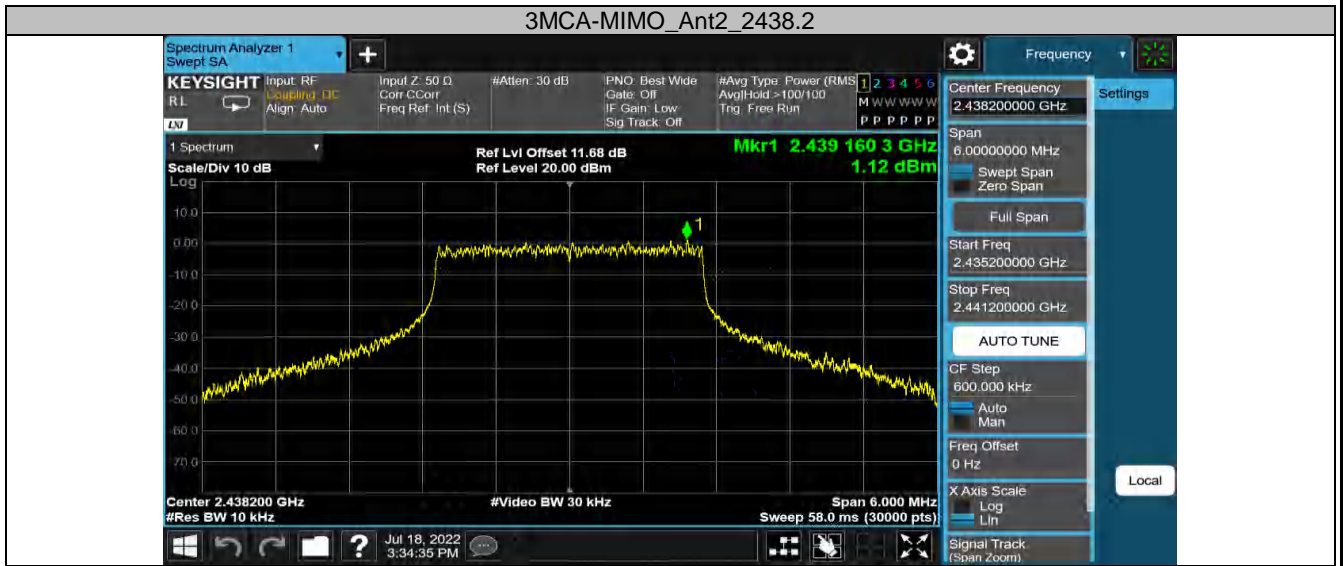 3MCA-MIMO_Ant2_2438.2
Spectrum Analyzer 1
Swept SA
Frequency
KEYSIGHT
RL
LXI
Input: RF
Coupling: DC
Align: Auto
Input Z: 50 Ω
Corr CCorr
Freq Ref: Int (S)
#Atten: 30 dB
PNO: Best Wide
Gate: Off
IF Gain: Low
Sig Track: Off
#Avg Type: Power (RMS
Avg|Hold >100/100
Trig: Free Run
1 2 3 4 5 6
M W W W W W
P P P P P P
Center Frequency
2.438200000 GHz
Settings
1 Spectrum
Scale/Div 10 dB
Log
Ref Lvl Offset 11.68 dB
Ref Level 20.00 dBm
Mkr1 2.439 160 3 GHz
1.12 dBm
Span
6.00000000 MHz
Swept Span
Zero Span
Full Span
Start Freq
2.435200000 GHz
Stop Freq
2.441200000 GHz
AUTO TUNE
CF Step
600.000 kHz
Auto
Man
Freq Offset
0 Hz
X Axis Scale
Log
Lin
Signal Track
(Span Zoom)
Local
10.0
0.00
-10.0
-20.0
-30.0
-40.0
-50.0
-60.0
-70.0
1
Center 2.438200 GHz
#Res BW 10 kHz
#Video BW 30 kHz
Span 6.000 MHz
Sweep 58.0 ms (30000 pts)
?
Jul 18, 2022
3:34:35 PM